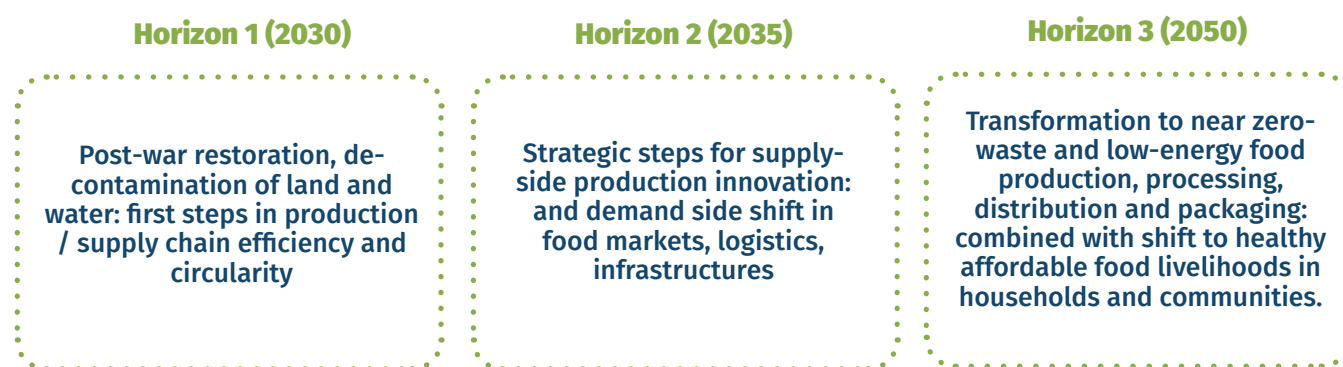 Horizon 1 (2030)
Post-war restoration, de-
contamination of land and
water: first steps in production
/ supply chain efficiency and
circularity
Horizon 2 (2035)
Strategic steps for supply-
side production innovation:
and demand side shift in
food markets, logistics,
infrastructures
Horizon 3 (2050)
Transformation to near zero-
waste and low-energy food
production, processing,
distribution and packaging:
combined with shift to healthy
affordable food livelihoods in
households and communities.